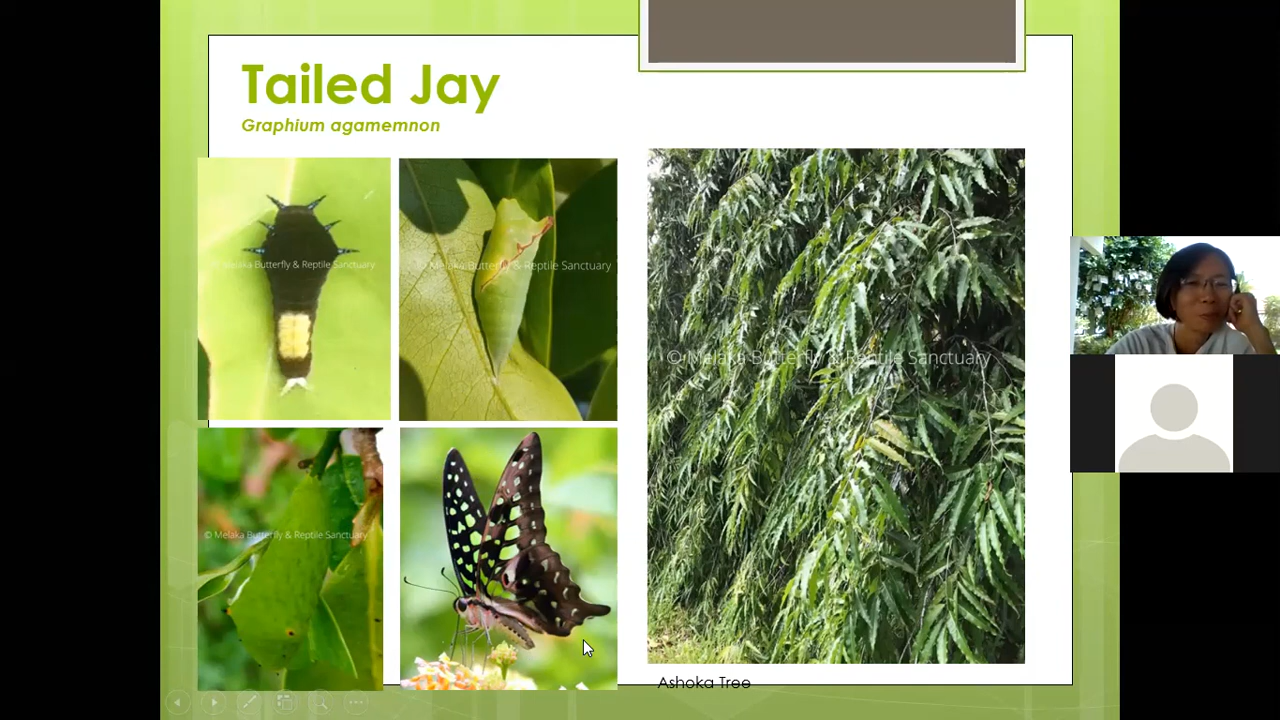 Tailed Jay
Graphium agamemnon
© Melaka Butterfly & Reptile Sanctuary
© Melaka Butterfly & Reptile Sanctuary
© Melaka Butterfly & Reptile Sanctuary
© Melaka Butterfly & Reptile Sanctuary
Ashoka Tree